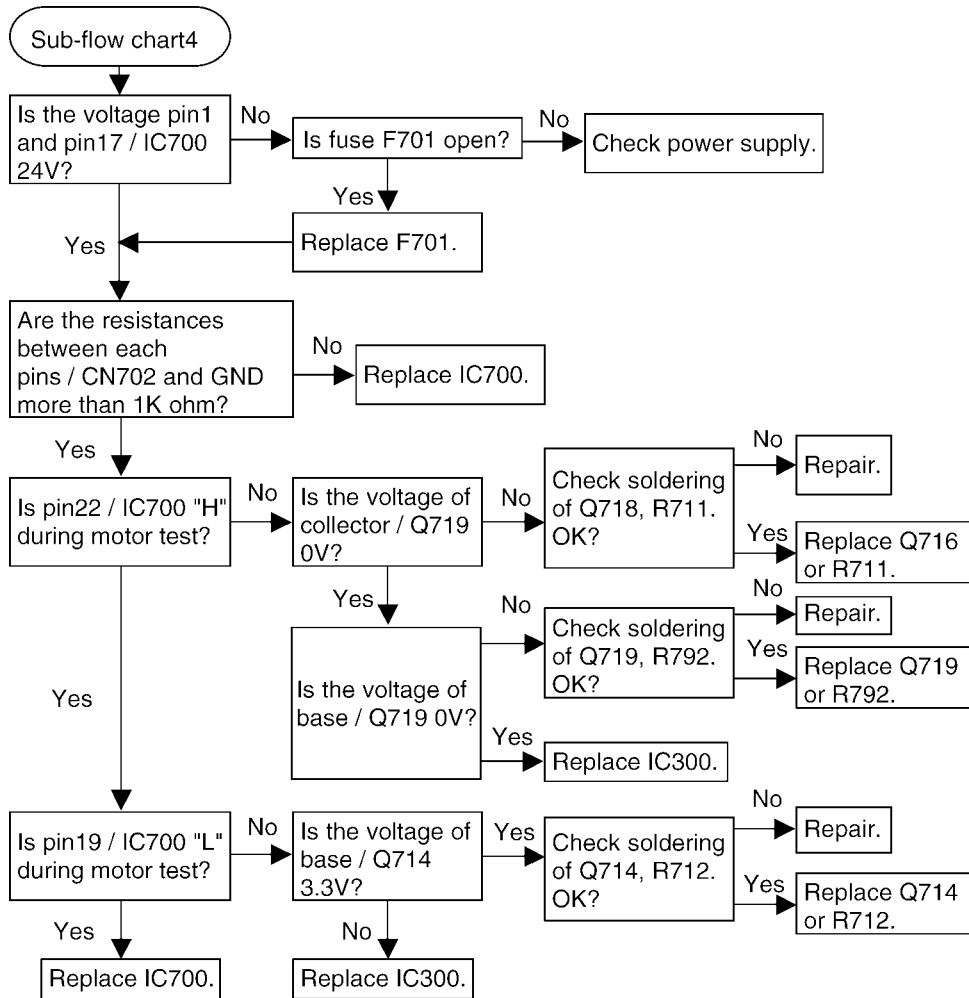 Sub-flow chart4
Is the voltage pin1
and pin17 / IC700
24V?
No
Is fuse F701 open?
No
Check power supply.
Yes
Yes
Replace F701.
Are the resistances
between each
pins / CN702 and GND
more than 1K ohm?
No
Replace IC700.
Yes
Is pin22 / IC700 "H"
during motor test?
No
Is the voltage of
collector / Q719
0V?
No
Check soldering
of Q718, R711.
OK?
No
Repair.
Yes
Replace Q716
or R711.
Yes
Is the voltage of
base / Q719 0V?
No
Check soldering
of Q719, R792.
OK?
No
Repair.
Yes
Replace Q719
or R792.
Yes
Replace IC300.
Yes
Is pin19 / IC700 "L"
during motor test?
No
Is the voltage of
base / Q714
3.3V?
Yes
Check soldering
of Q714, R712.
OK?
No
Repair.
Yes
Replace Q714
or R712.
Yes
Replace IC700.
No
Replace IC300.